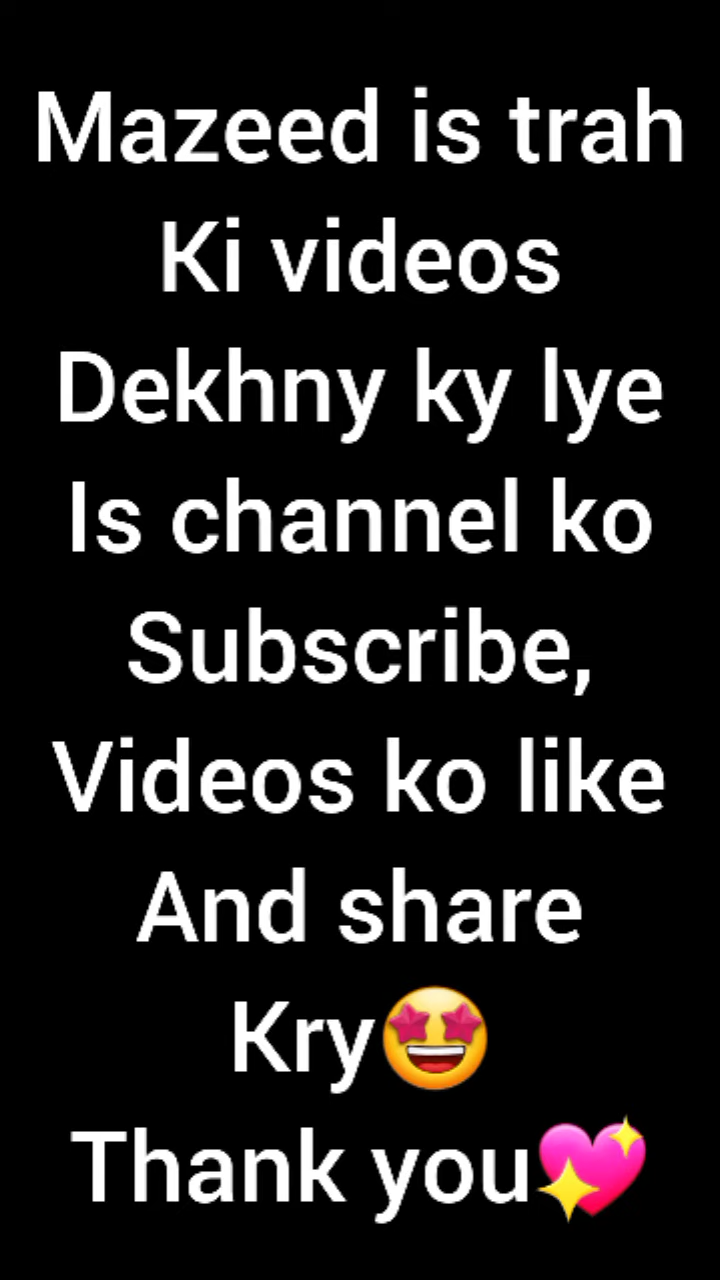 Mazeed is trah
Ki videos
Dekhny ky lye
Is channel ko
Subscribe,
Videos ko like
And share
Kry🤩
Thank you💖